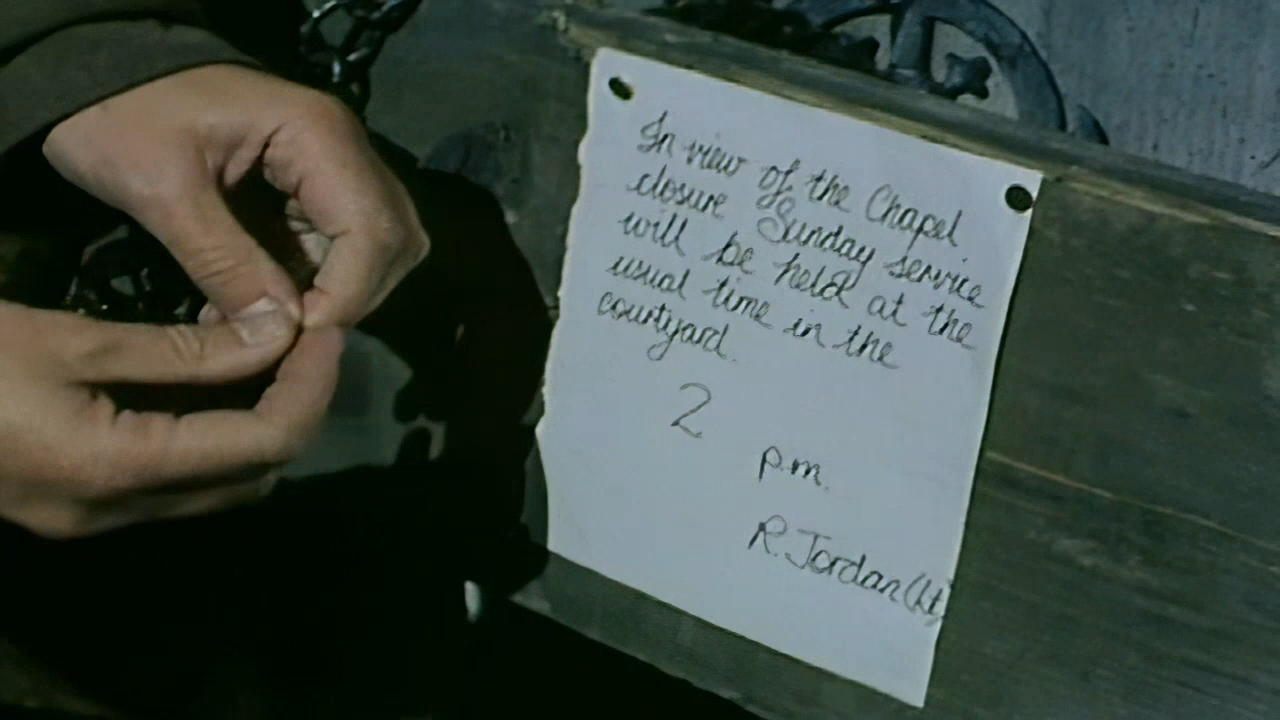 In view of the Chapel
closure Sunday service
will be held at the
usual time in the
courtyard.
2
p.m.
R. Jordan (Lt)